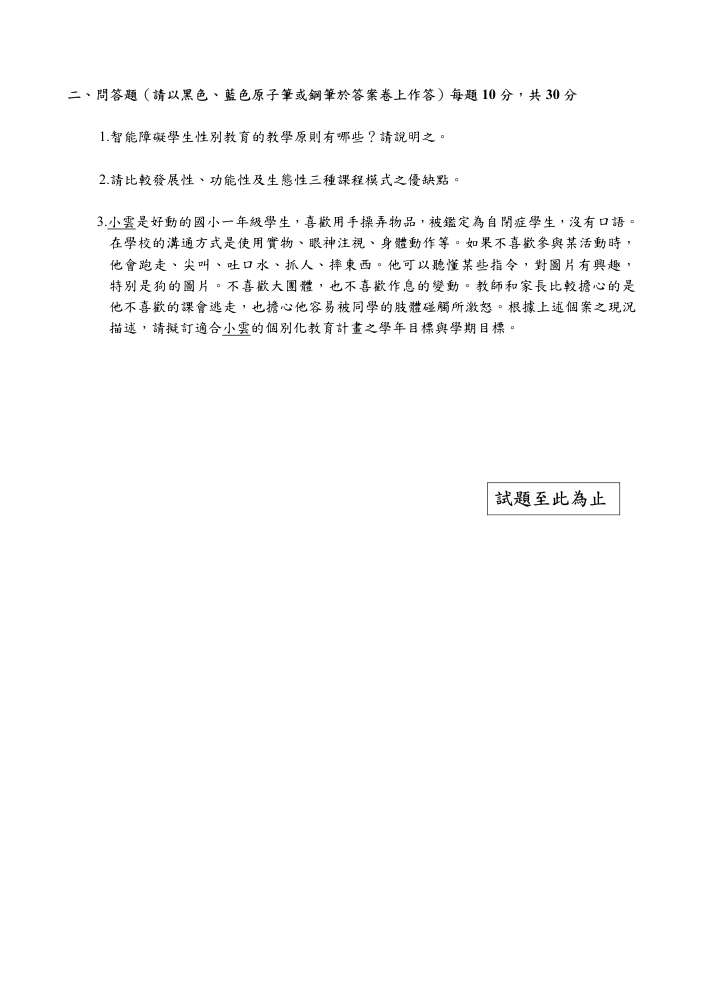 二、問答題（請以黑色、藍色原子筆或鋼筆於答案卷上作答）每題 10 分，共 30 分
1.智能障礙學生性別教育的教學原則有哪些？請說明之。
2.請比較發展性、功能性及生態性三種課程模式之優缺點。
3.小雲是好動的國小一年級學生，喜歡用手操弄物品，被鑑定為自閉症學生，沒有口語。
在學校的溝通方式是使用實物、眼神注視、身體動作等。如果不喜歡參與某活動時，
他會跑走、尖叫、吐口水、抓人、摔東西。他可以聽懂某些指令，對圖片有興趣，
特別是狗的圖片。不喜歡大團體，也不喜歡作息的變動。教師和家長比較擔心的是
他不喜歡的課會逃走，也擔心他容易被同學的肢體碰觸所激怒。根據上述個案之現況
描述，請擬訂適合小雲的個別化教育計畫之學年目標與學期目標。
試題至此為止